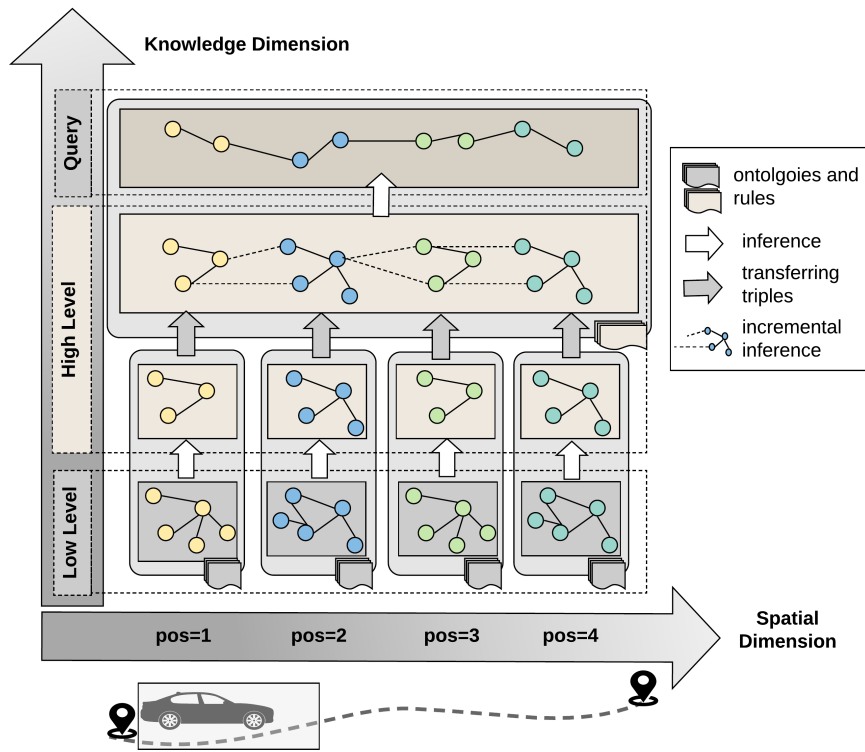 Knowledge Dimension
Query
High Level
Low Level
ontolgoies and
rules
inference
transferring
triples
incremental
inference
pos=1
pos=2
pos=3
pos=4
Spatial
Dimension